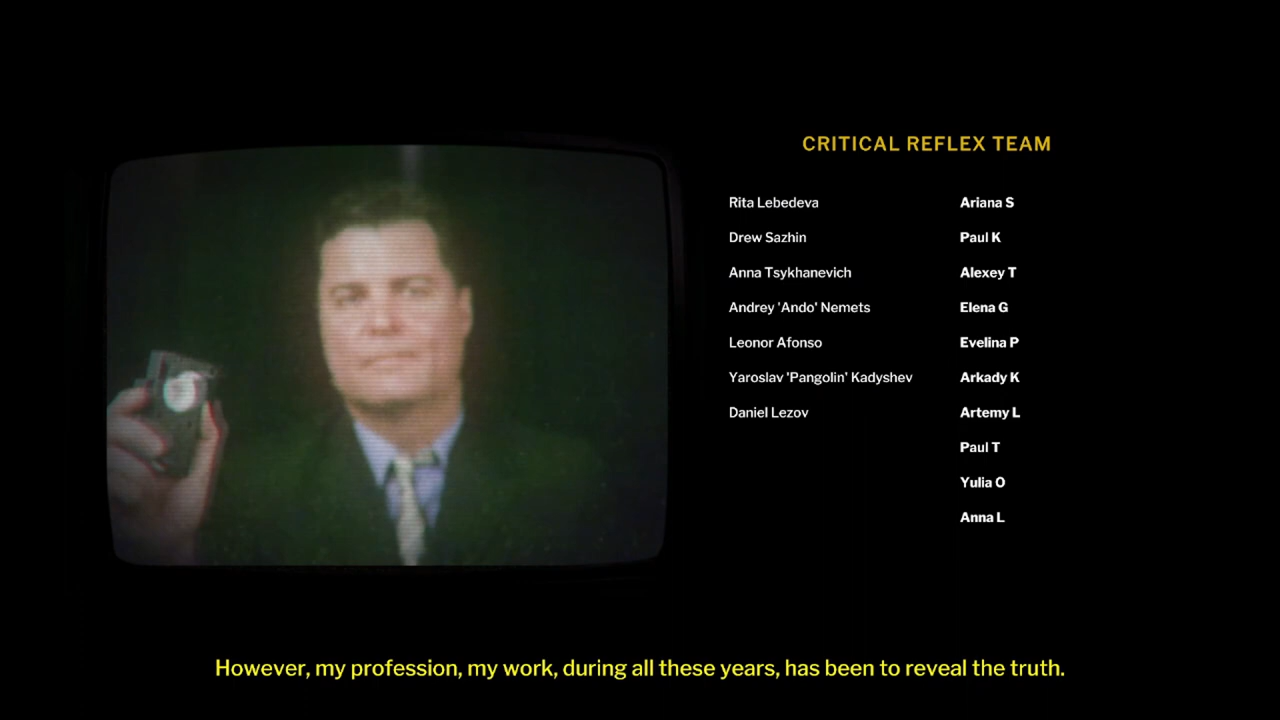 CRITICAL REFLEX TEAM
Rita Lebedeva
Drew Sazhin
Anna Tsykhanevich
Andrey 'Ando' Nemets
Leonor Afonso
Yaroslav 'Pangolin' Kadyshev
Daniel Lezov
Ariana S
Paul K
Alexey T
Elena G
Evelina P
Arkady K
Artemy L
Paul T
Yulia O
Anna L
However, my profession, my work, during all these years, has been to reveal the truth.